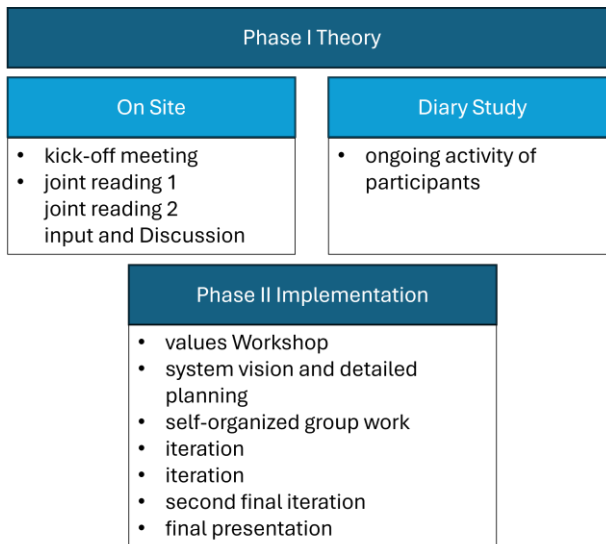 Phase I Theory
On Site
• kick-off meeting
• joint reading 1
joint reading 2
input and Discussion
Diary Study
• ongoing activity of
participants
Phase II Implementation
• values Workshop
• system vision and detailed
planning
• self-organized group work
• iteration
• iteration
• second final iteration
• final presentation